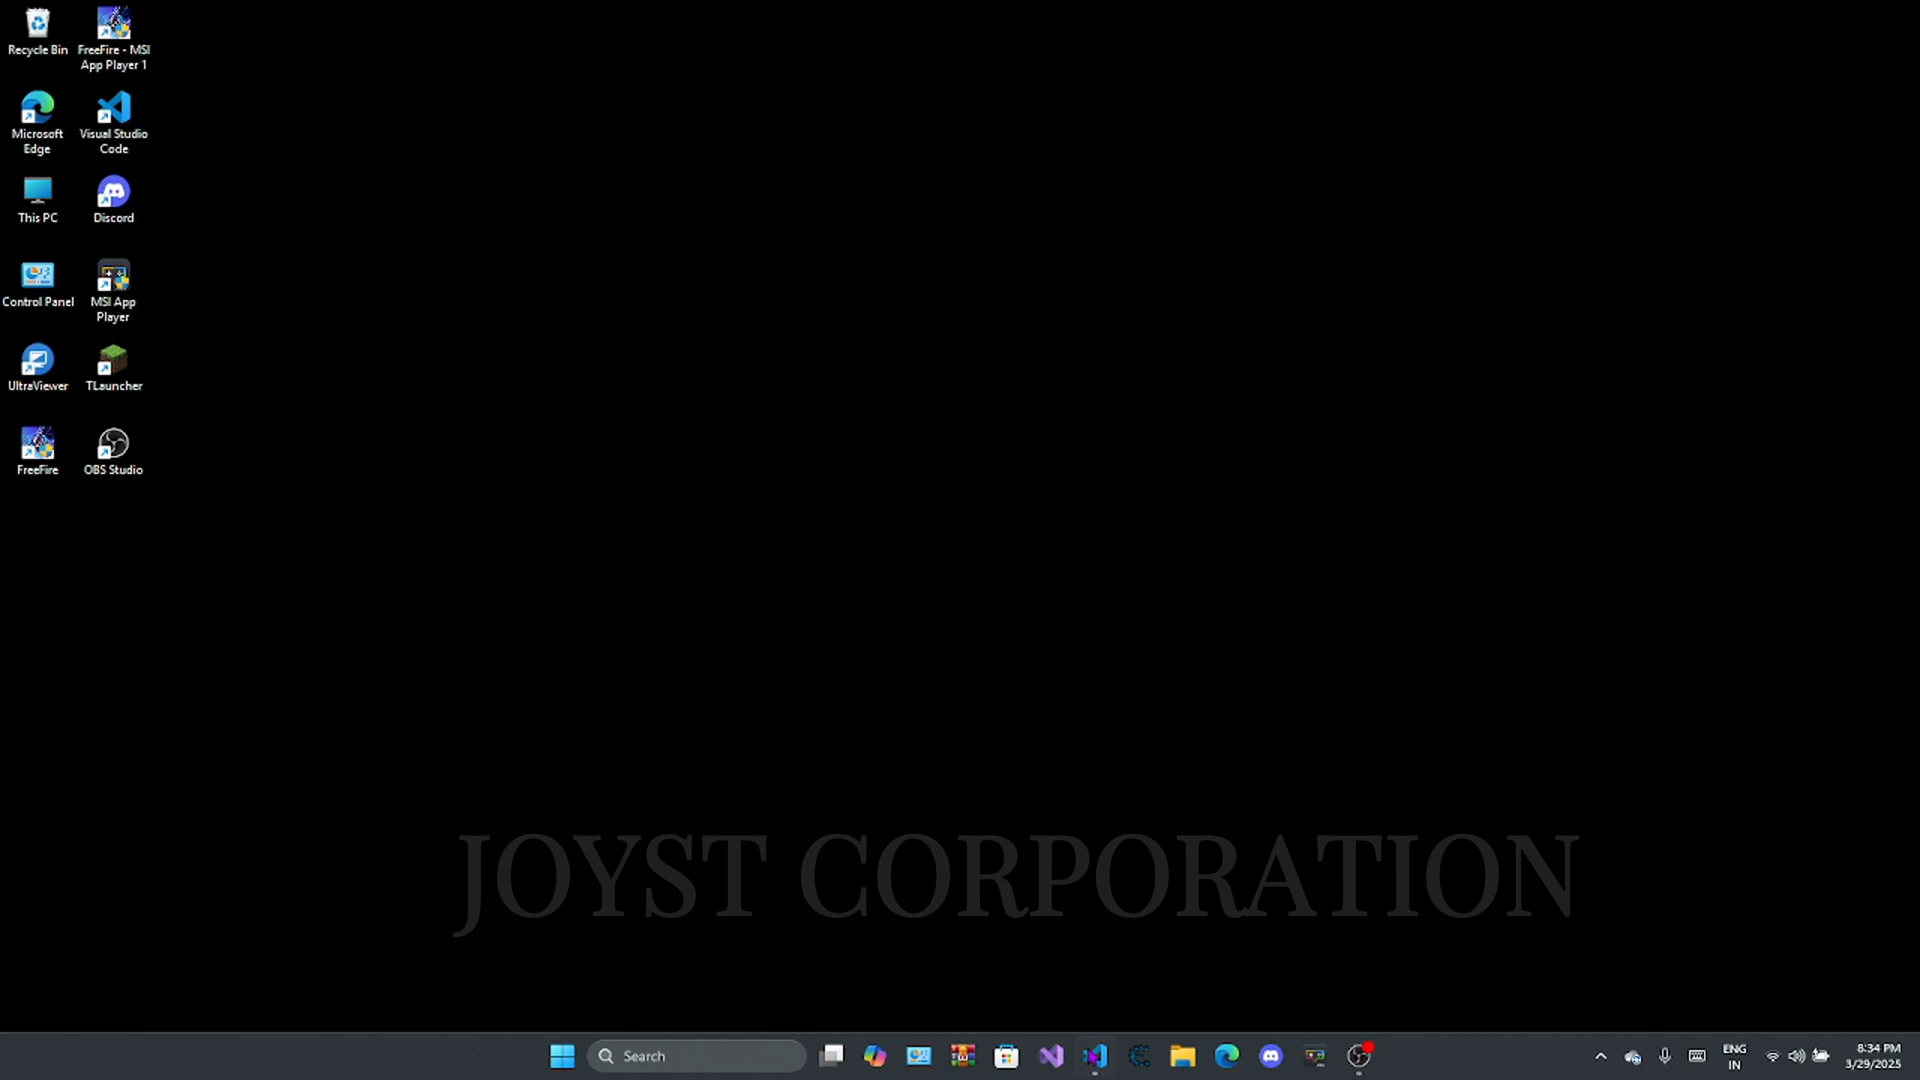 Recycle Bin
FreeFire - MSI
App Player 1
Microsoft
Edge
Visual Studio
Code
This PC
Discord
Control Panel
MSI App
Player
UltraViewer
TLauncher
FreeFire
OBS Studio
JOYST CORPORATION
Search
ENG
IN
8:34 PM
3/29/2025